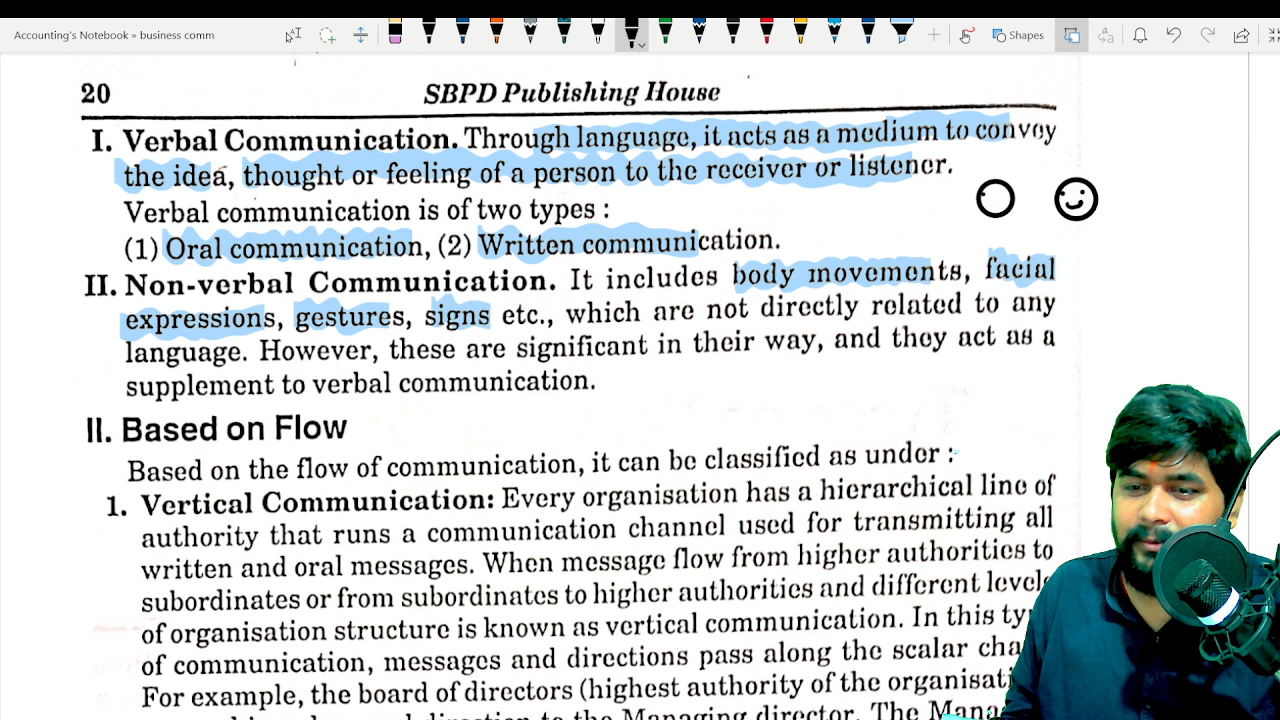 Accounting's Notebook » business comm
Shapes
20 SBPD Publishing House
I. Verbal Communication. Through language, it acts as a medium to convey
the idea, thought or feeling of a person to the receiver or listener.
Verbal communication is of two types :
(1) Oral communication, (2) Written communication.
II. Non-verbal Communication. It includes body movements, facial
expressions, gestures, signs etc., which are not directly related to any
language. However, these are significant in their way, and they act as a
supplement to verbal communication.
II. Based on Flow
Based on the flow of communication, it can be classified as under :
1. Vertical Communication: Every organisation has a hierarchical line of
authority that runs a communication channel used for transmitting all
written and oral messages. When message flow from higher authorities to
subordinates or from subordinates to higher authorities and different levels
of organisation structure is known as vertical communication. In this
of communication, messages and directions pass along the scalar
For example, the board of directors (highest authority of the
direction to the Managing director. The